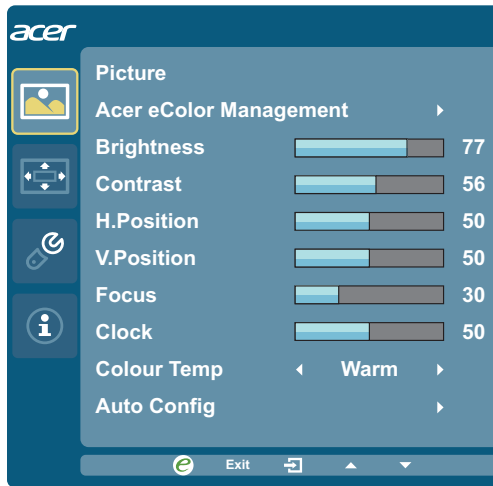 acer
Picture
Acer eColor Management
Brightness 77
Contrast 56
H.Position 50
V.Position 50
Focus 30
Clock 50
Colour Temp Warm
Auto Config
e Exit